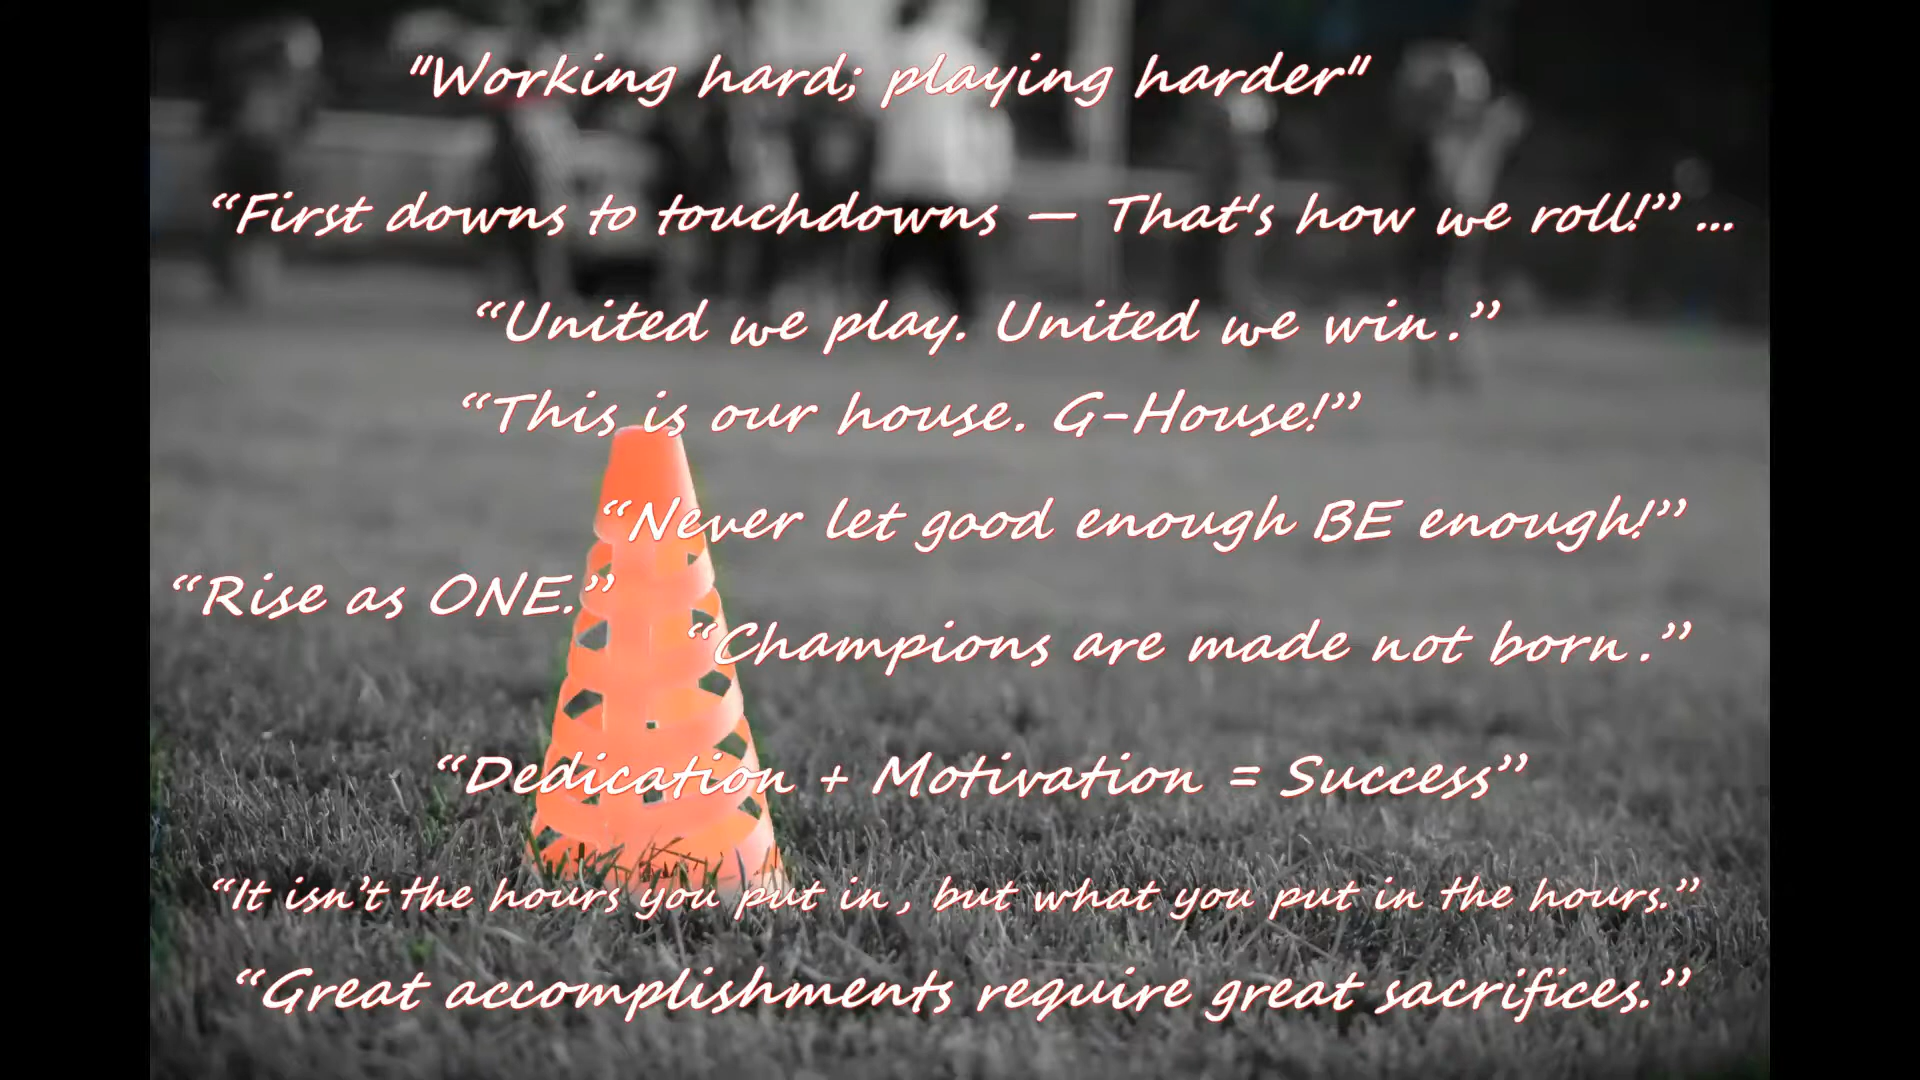 "Working hard; playing harder"
“First downs to touchdowns — That's how we roll!” ...
“United we play. United we win.”
“This is our house. G-House!”
“Never let good enough BE enough!”
“Rise as ONE.”
“Champions are made not born.”
“Dedication + Motivation = Success”
“It isn’t the hours you put in, but what you put in the hours.”
“Great accomplishments require great sacrifices.”